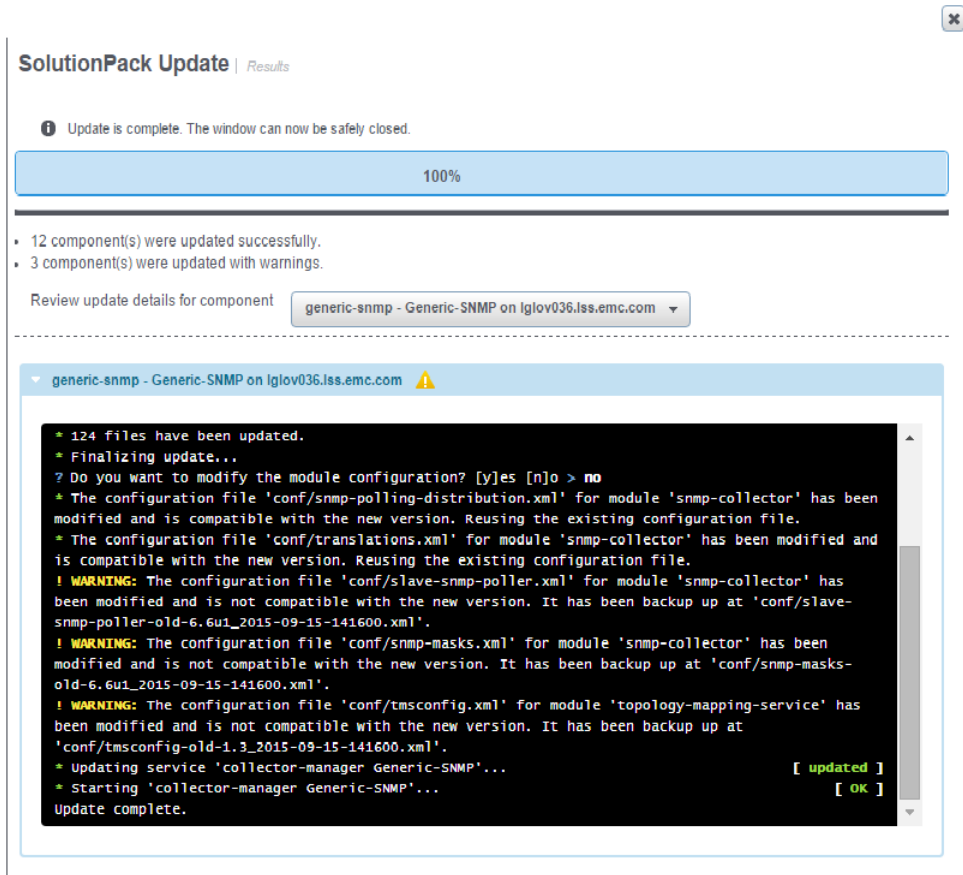 SolutionPack Update | Results
Update is complete. The window can now be safely closed.
100%
12 component(s) were updated successfully.
3 component(s) were updated with warnings.
Review update details for component generic-snmp - Generic-SNMP on lglov036.lss.emc.com
generic-snmp - Generic-SNMP on lglov036.lss.emc.com
* 124 files have been updated.
* Finalizing update...
? Do you want to modify the module configuration? [y]es [n]o > no
* The configuration file 'conf/snmp-polling-distribution.xml' for module 'snmp-collector' has been
modified and is compatible with the new version. Reusing the existing configuration file.
* The configuration file 'conf/translations.xml' for module 'snmp-collector' has been modified and
is compatible with the new version. Reusing the existing configuration file.
! WARNING: The configuration file 'conf/slave-snmp-poller.xml' for module 'snmp-collector' has
been modified and is not compatible with the new version. It has been backup up at 'conf/slave-
snmp-poller-old-6.6u1_2015-09-15-141600.xml'.
! WARNING: The configuration file 'conf/snmp-masks.xml' for module 'snmp-collector' has been
modified and is not compatible with the new version. It has been backup up at 'conf/snmp-masks-
old-6.6u1_2015-09-15-141600.xml'.
! WARNING: The configuration file 'conf/tmsconfig.xml' for module 'topology-mapping-service' has
been modified and is not compatible with the new version. It has been backup up at
'conf/tmsconfig-old-1.3_2015-09-15-141600.xml'.
* Updating service 'collector-manager Generic-SNMP'... [ updated ]
* Starting 'collector-manager Generic-SNMP'... [ OK ]
Update complete.